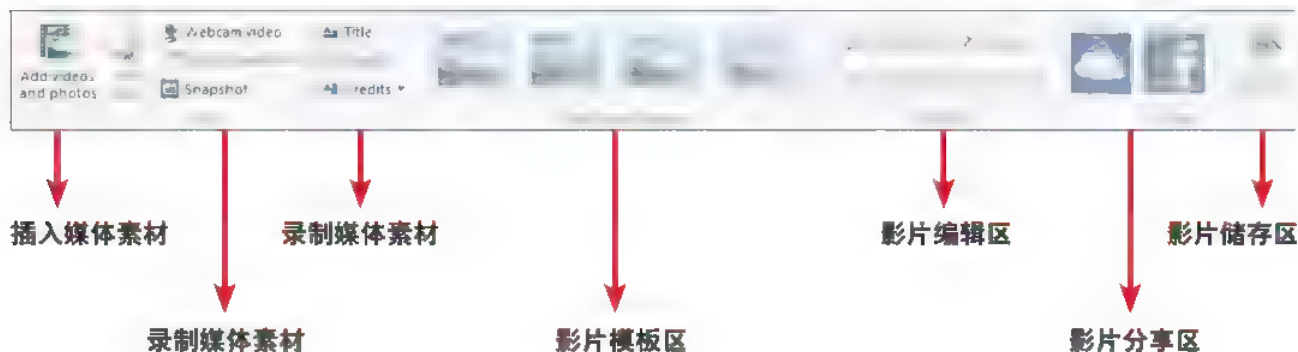 Webcam video
Title
Add videos
and photos
Snapshot
redits
插入媒体素材
录制媒体素材
影片编辑区
影片储存区
录制媒体素材
影片模板区
影片分享区